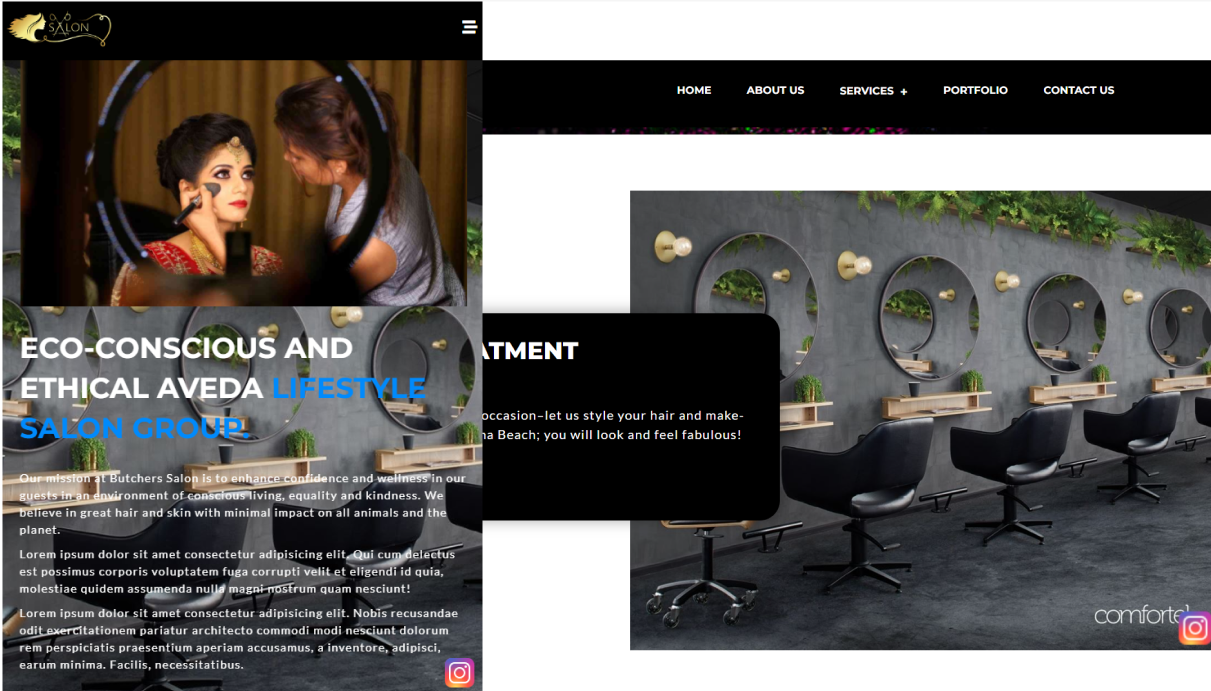 SALON
HOME ABOUT US SERVICES + PORTFOLIO CONTACT US
ECO-CONSCIOUS AND
ETHICAL AVEDA LIFESTYLE
SALON GROUP.
Our mission at Butchers Salon is to enhance confidence and wellness in our
guests in an environment of conscious living, equality and kindness. We
believe in great hair and skin with minimal impact on all animals and the
planet.
Lorem ipsum dolor sit amet consectetur adipisicing elit. Qui cum delectus
est possimus corporis voluptatem fuga corrupti velit et eligendi id quia,
molestiae quidem assumenda nulla magni nostrum quam nesciunt!
Lorem ipsum dolor sit amet consectetur adipisicing elit. Nobis recusandae
odit exercitationem pariatur architecto commodi modi nesciunt dolorum
rem perspiciatis praesentium aperiam accusamus, a inventore, adipisci,
earum minima. Facilis, necessitatibus.
ATMENT
occasion–let us style your hair and make-
na Beach; you will look and feel fabulous!
comforte